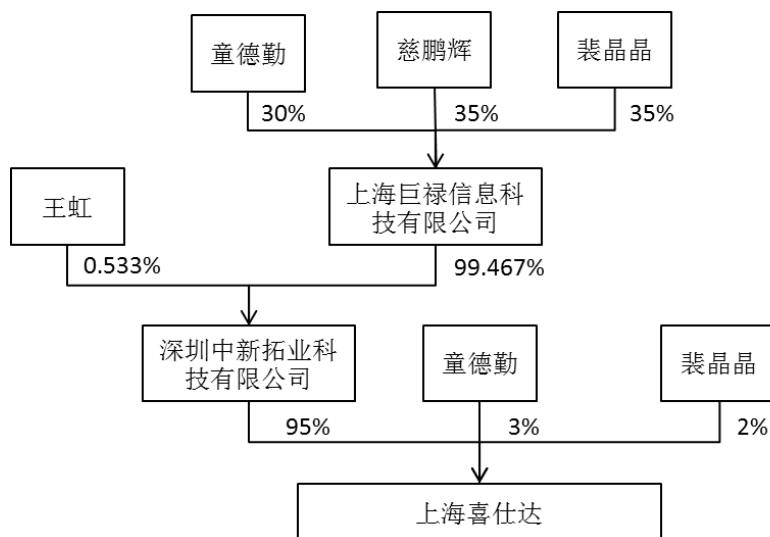 童德勤
慈鹏辉
裴晶晶
30%
35%
35%
王虹
上海巨禄信息科
技有限公司
0.533%
99.467%
深圳中新拓业科
技有限公司
童德勤
裴晶晶
95%
3%
2%
上海喜仕达